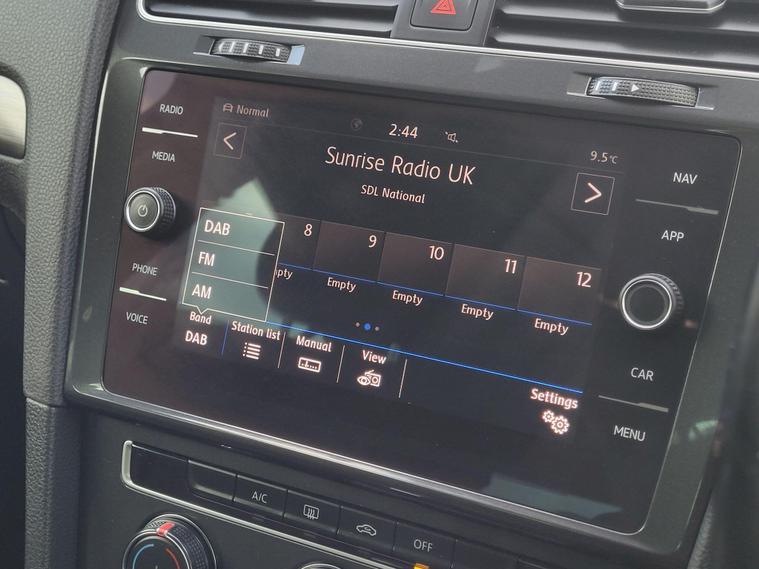 RADIO
MEDIA
PHONE
VOICE
Normal
2:44
9.5°C
Sunrise Radio UK
SDL National
DAB
FM
AM
8
9
10
11
12
pty
Empty
Empty
Empty
Empty
Band
DAB
Station list
Manual
View
Settings
NAV
APP
CAR
MENU
A/C
OFF